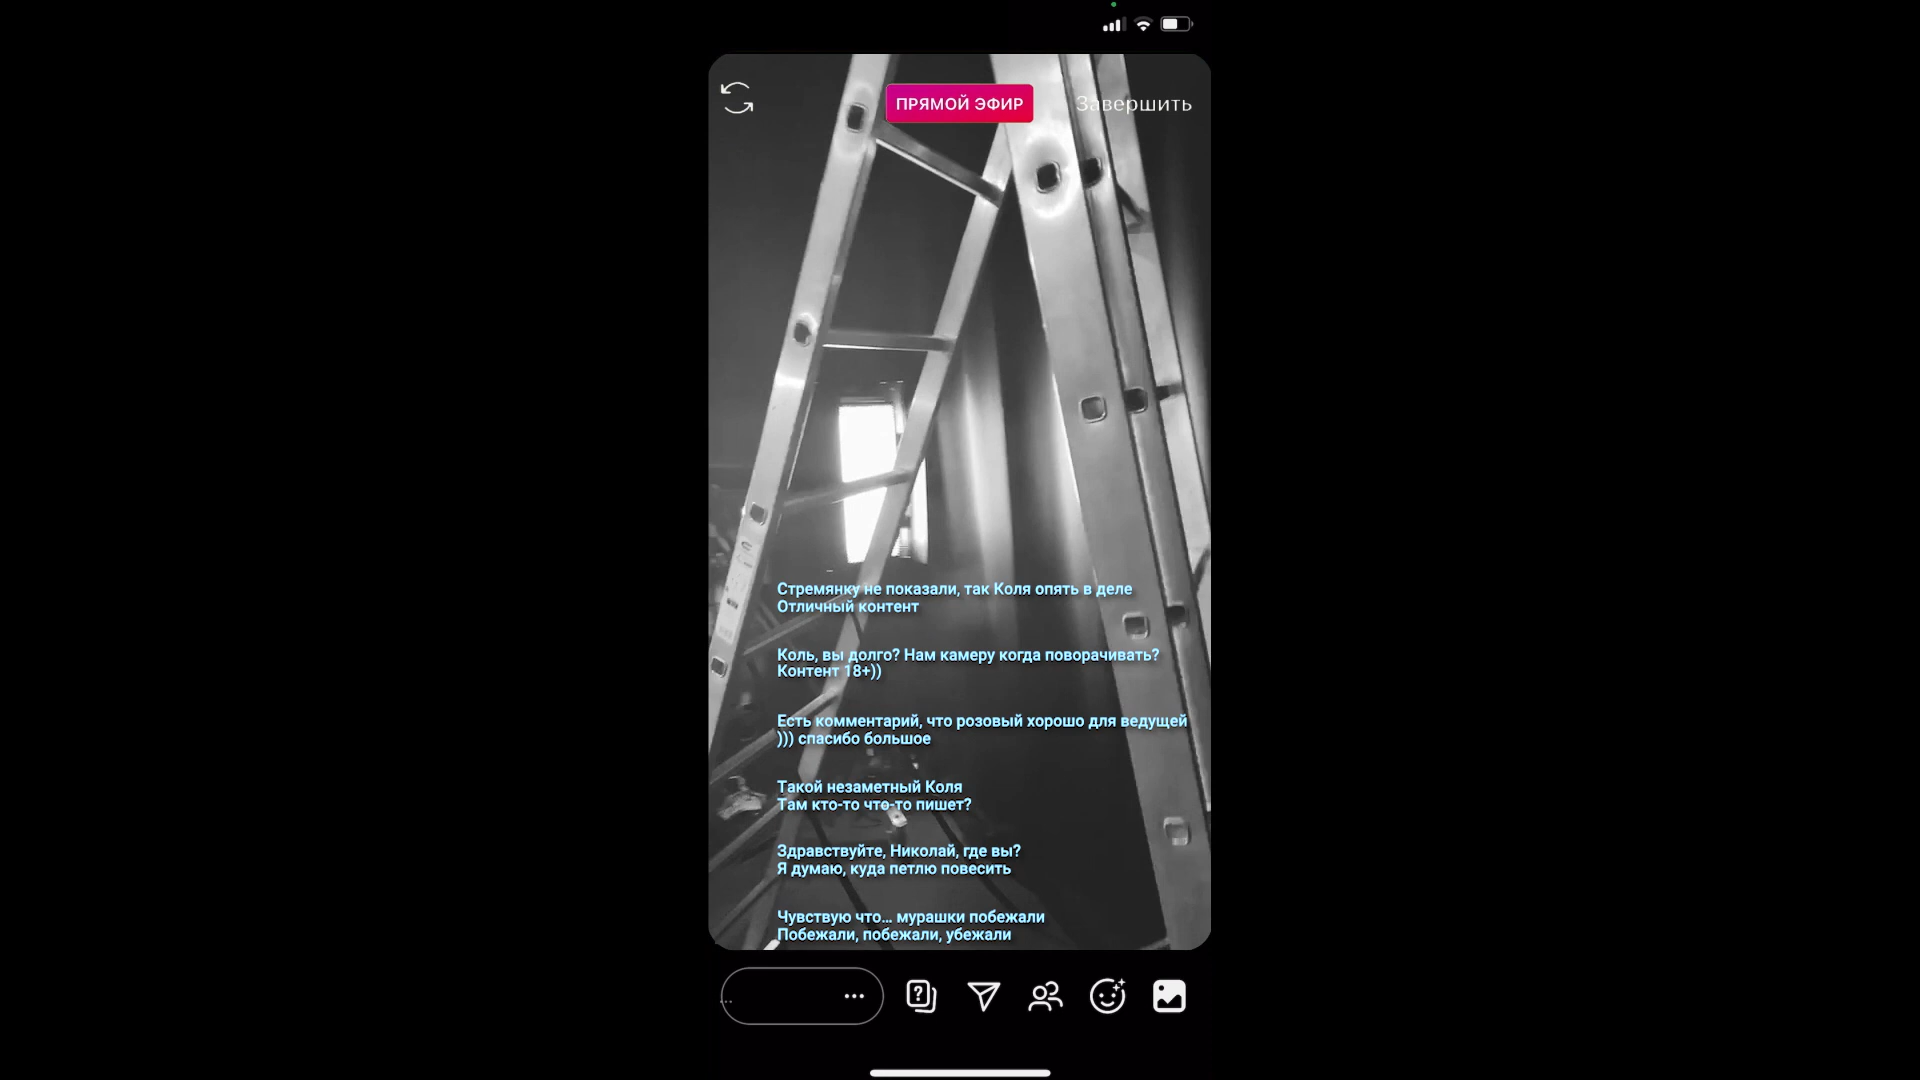 ПРЯМОЙ ЭФИР
Завершить
Стремянку не показали, так Коля опять в деле
Отличный контент
Коль, вы долго? Нам камеру когда поворачивать?
Контент 18+))
Есть комментарий, что розовый хорошо для ведущей
))) спасибо большое
Такой незаметный Коля
Там кто-то что-то пишет?
Здравствуйте, Николай, где вы?
Я думаю, куда петлю повесить
Чувствую что... мурашки побежали
Побежали, побежали, убежали